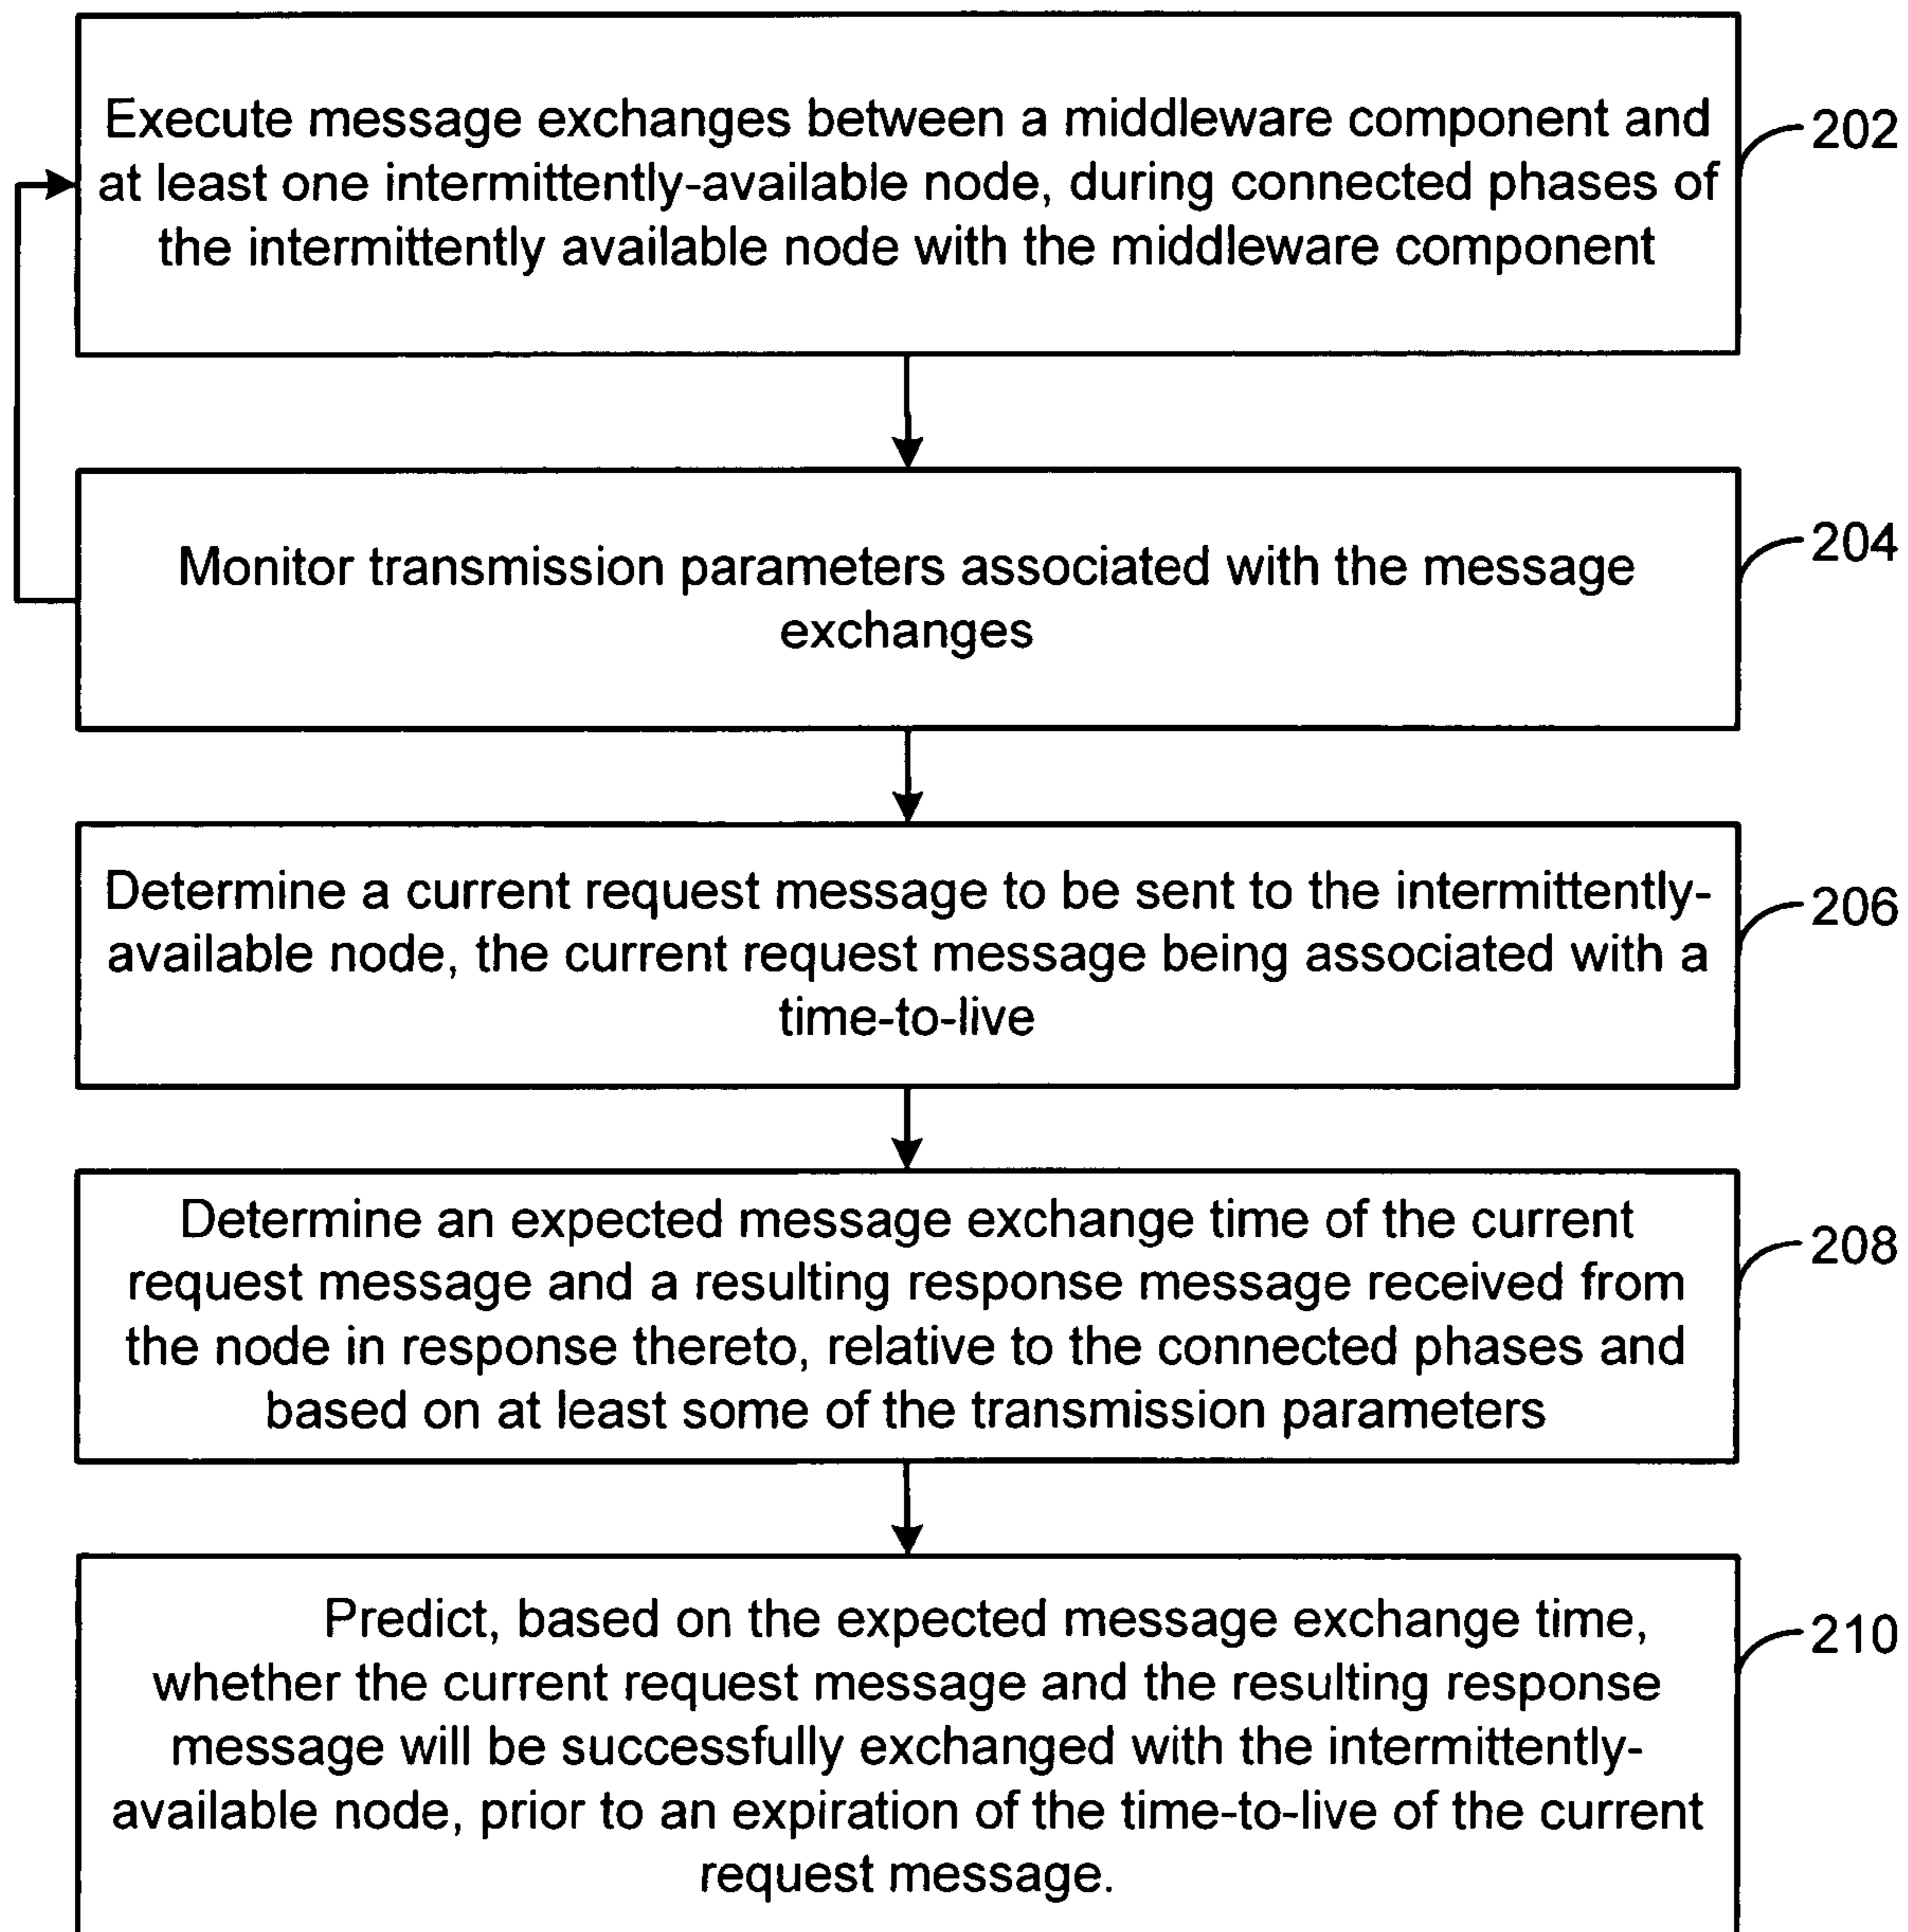 Execute message exchanges between a middleware component and
at least one intermittently-available node, during connected phases of
the intermittently available node with the middleware component
202
Monitor transmission parameters associated with the message
exchanges
204
Determine a current request message to be sent to the intermittently-
available node, the current request message being associated with a
time-to-live
206
Determine an expected message exchange time of the current
request message and a resulting response message received from
the node in response thereto, relative to the connected phases and
based on at least some of the transmission parameters
208
Predict, based on the expected message exchange time,
whether the current request message and the resulting response
message will be successfully exchanged with the intermittently-
available node, prior to an expiration of the time-to-live of the current
request message.
210